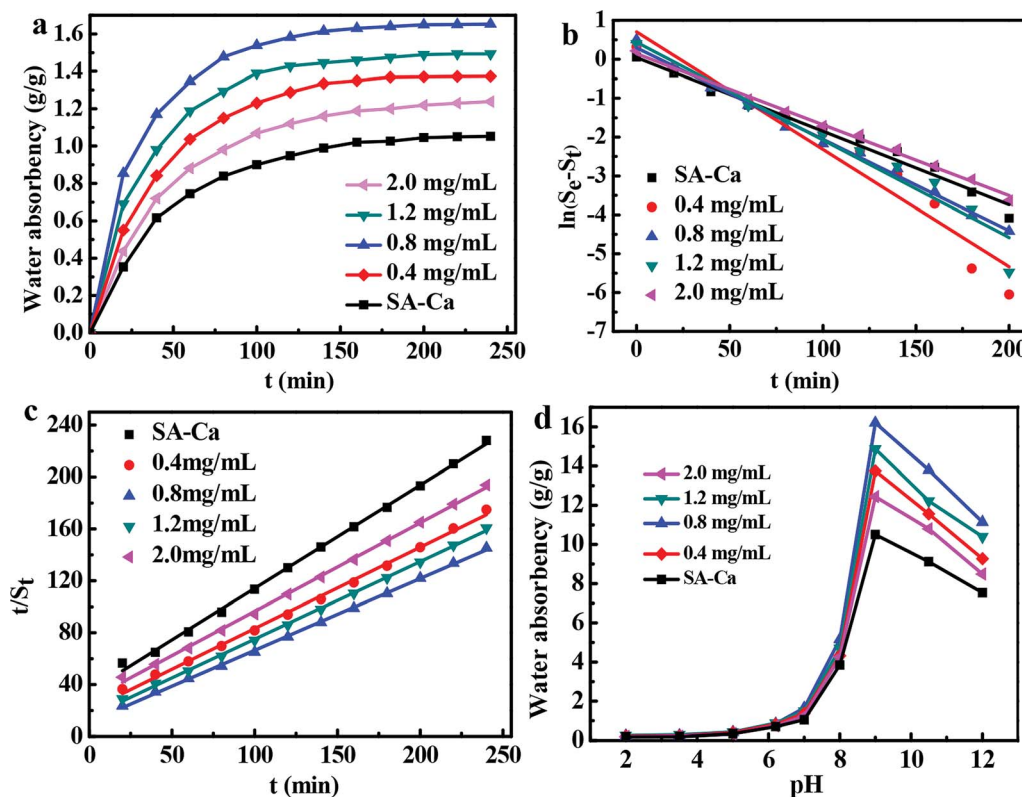 a
Water absorbency (g/g)
1.6
1.4
1.2
1.0
0.8
0.6
0.4
0.2
0.0
2.0 mg/mL
1.2 mg/mL
0.8 mg/mL
0.4 mg/mL
SA-Ca
0 50 100 150 200 250
t (min)
b
ln(Se-St)
1
0
-1
-2
-3
-4
-5
-6
-7
SA-Ca
0.4 mg/mL
0.8 mg/mL
1.2 mg/mL
2.0 mg/mL
0 50 100 150 200
t (min)
c
t/St
240
200
160
120
80
40
0
SA-Ca
0.4mg/mL
0.8mg/mL
1.2mg/mL
2.0mg/mL
0 50 100 150 200 250
t (min)
d
Water absorbency (g/g)
16
14
12
10
8
6
4
2
0
2.0 mg/mL
1.2 mg/mL
0.8 mg/mL
0.4 mg/mL
SA-Ca
2 4 6 8 10 12
pH